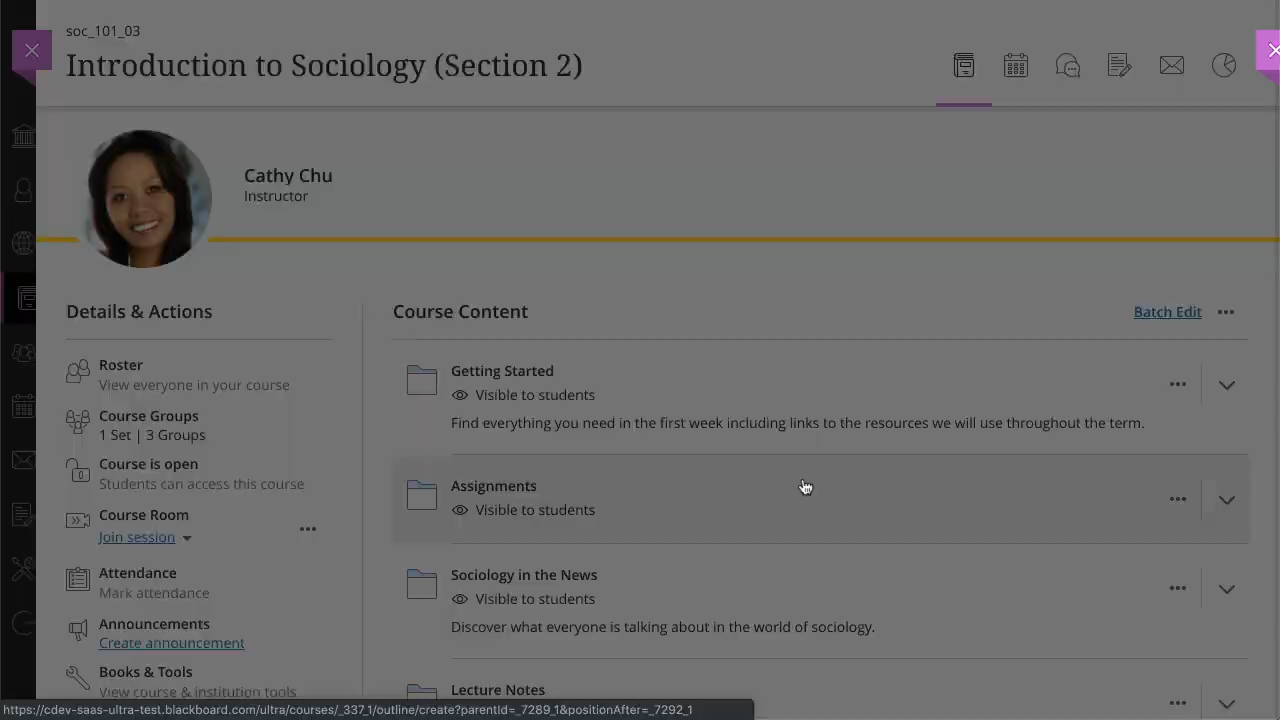 soc_101_03
Introduction to Sociology (Section 2)
Cathy Chu
Instructor
Details & Actions
Roster
View everyone in your course
Course Groups
1 Set | 3 Groups
Course is open
Students can access this course
Course Room
Join session
Attendance
Mark attendance
Announcements
Create announcement
Books & Tools
View course & institution tools
Course Content
Batch Edit
Getting Started
Visible to students
Find everything you need in the first week including links to the resources we will use throughout the term.
Assignments
Visible to students
Sociology in the News
Visible to students
Discover what everyone is talking about in the world of sociology.
Lecture Notes
https://cdev-saas-ultra-test.blackboard.com/ultra/courses/_337_1/outline/create?parentId=_7289_1&positionAfter=_7292_1